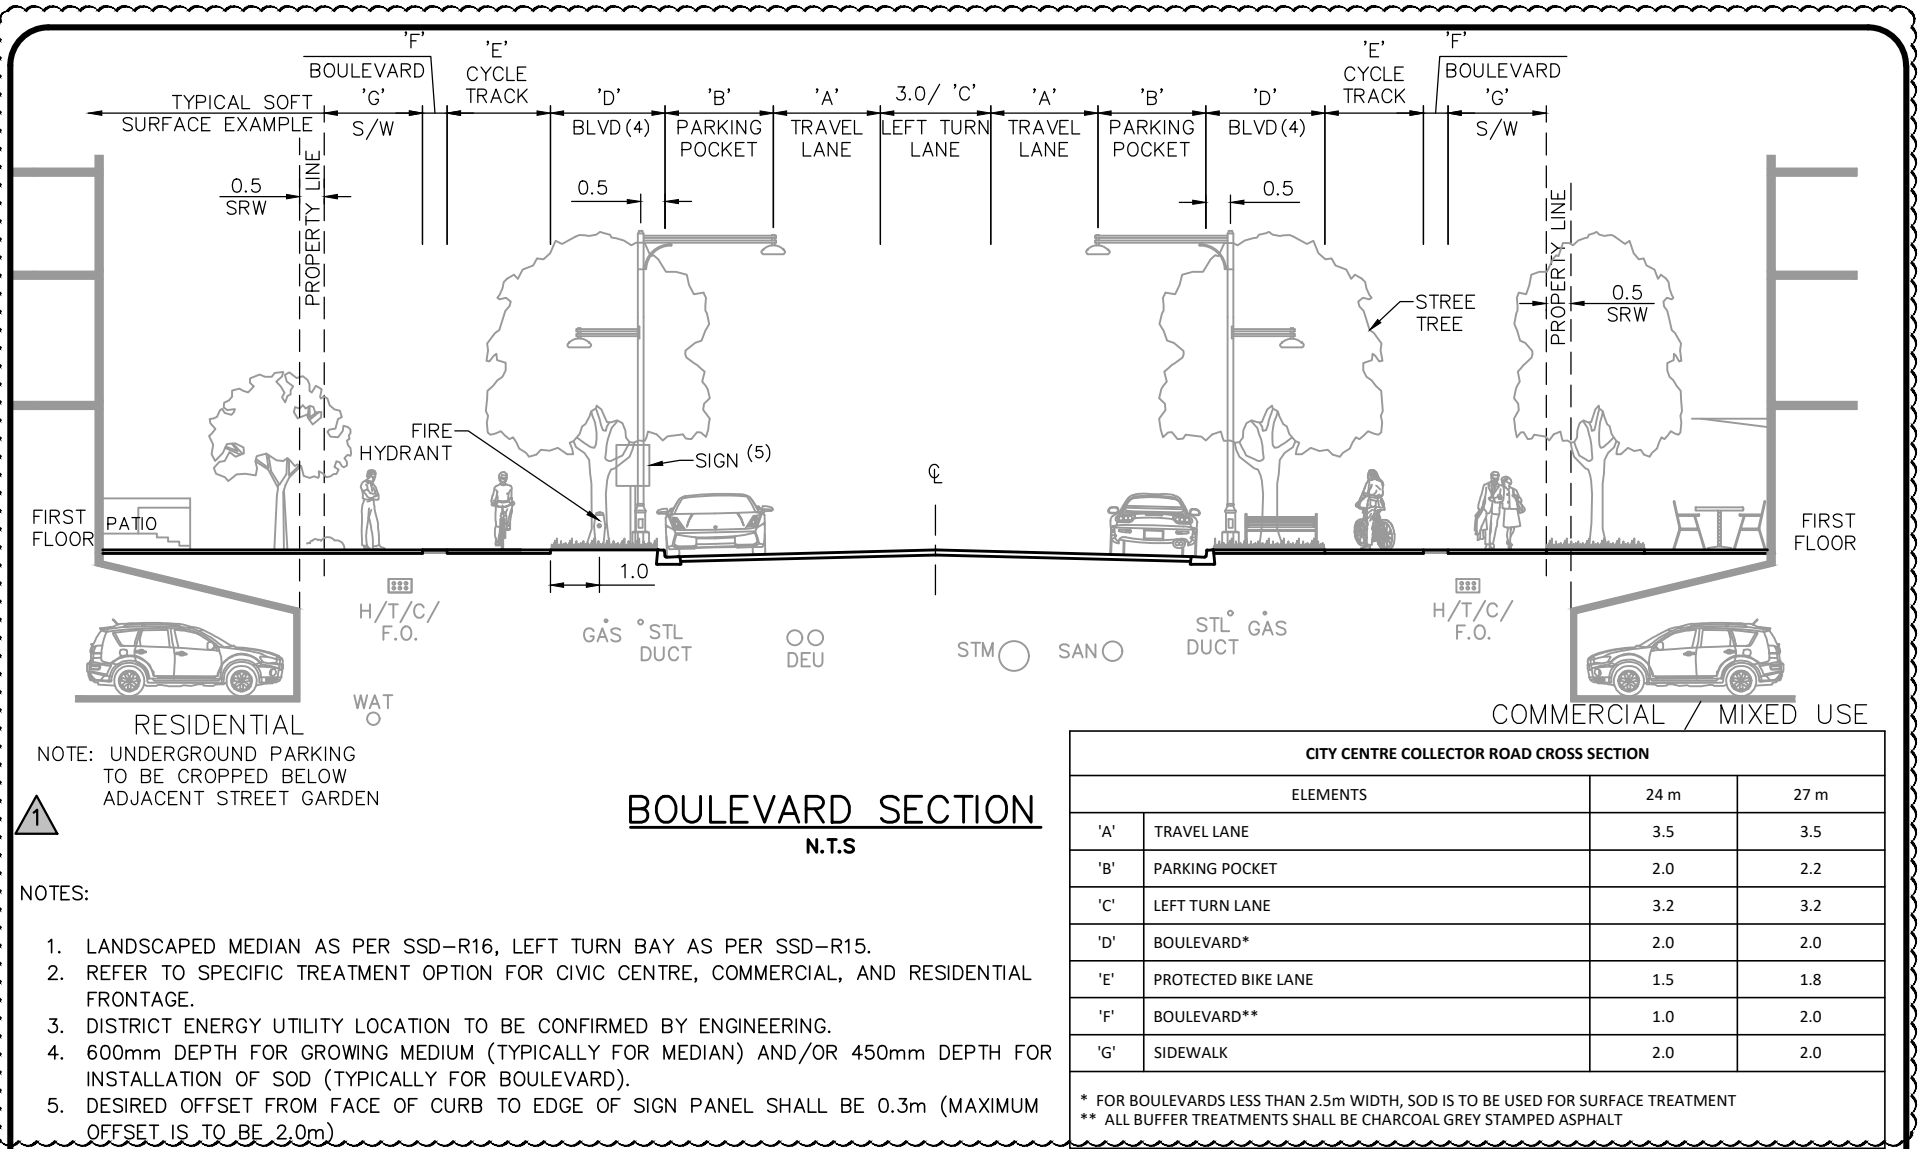 'F'
BOULEVARD
'E'
CYCLE
TRACK
TYPICAL SOFT
SURFACE EXAMPLE
'G'
S/W
'D'
BLVD(4)
'B'
PARKING
POCKET
'A'
TRAVEL
LANE
3.0/ 'C'
LEFT TURN
LANE
'A'
TRAVEL
LANE
'B'
PARKING
POCKET
'D'
BLVD(4)
'E'
CYCLE
TRACK
'F'
BOULEVARD
'G'
S/W
0.5
SRW
PROPERTY LINE
0.5
0.5
PROPERTY LINE
0.5
SRW
STREE
TREE
FIRE
HYDRANT
SIGN (5)
℄
FIRST
FLOOR
PATIO
FIRST
FLOOR
1.0
H/T/C/
F.O.
GAS
STL
DUCT
DEU
STM
SAN
STL
DUCT
GAS
H/T/C/
F.O.
WAT
RESIDENTIAL
COMMERCIAL / MIXED USE
NOTE: UNDERGROUND PARKING
TO BE CROPPED BELOW
ADJACENT STREET GARDEN
1
BOULEVARD SECTION
N.T.S
NOTES:
1. LANDSCAPED MEDIAN AS PER SSD-R16, LEFT TURN BAY AS PER SSD-R15.
2. REFER TO SPECIFIC TREATMENT OPTION FOR CIVIC CENTRE, COMMERCIAL, AND RESIDENTIAL
FRONTAGE.
3. DISTRICT ENERGY UTILITY LOCATION TO BE CONFIRMED BY ENGINEERING.
4. 600mm DEPTH FOR GROWING MEDIUM (TYPICALLY FOR MEDIAN) AND/OR 450mm DEPTH FOR
INSTALLATION OF SOD (TYPICALLY FOR BOULEVARD).
5. DESIRED OFFSET FROM FACE OF CURB TO EDGE OF SIGN PANEL SHALL BE 0.3m (MAXIMUM
OFFSET IS TO BE 2.0m)
CITY CENTRE COLLECTOR ROAD CROSS SECTION
ELEMENTS 24 m 27 m
'A' TRAVEL LANE 3.5 3.5
'B' PARKING POCKET 2.0 2.2
'C' LEFT TURN LANE 3.2 3.2
'D' BOULEVARD* 2.0 2.0
'E' PROTECTED BIKE LANE 1.5 1.8
'F' BOULEVARD** 1.0 2.0
'G' SIDEWALK 2.0 2.0
* FOR BOULEVARDS LESS THAN 2.5m WIDTH, SOD IS TO BE USED FOR SURFACE TREATMENT
** ALL BUFFER TREATMENTS SHALL BE CHARCOAL GREY STAMPED ASPHALT